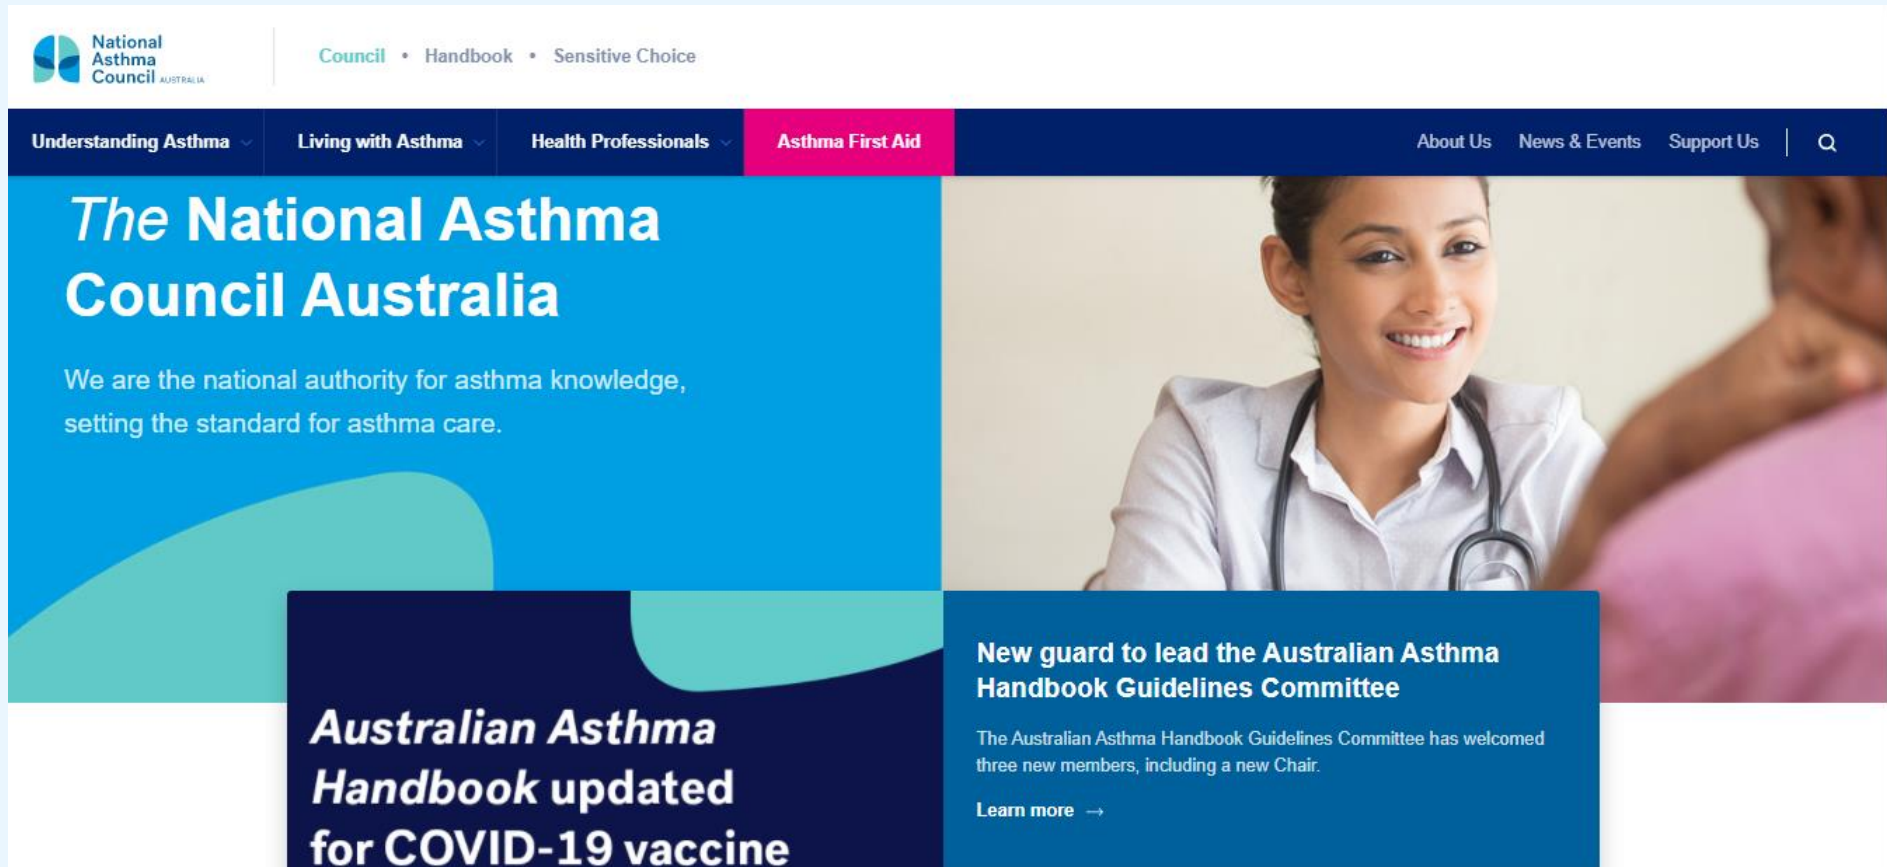 National
Asthma
Council AUSTRALIA
Council • Handbook • Sensitive Choice
Understanding Asthma
Living with Asthma
Health Professionals
Asthma First Aid
About Us
News & Events
Support Us
The National Asthma
Council Australia
We are the national authority for asthma knowledge,
setting the standard for asthma care.
Australian Asthma
Handbook updated
for COVID-19 vaccine
New guard to lead the Australian Asthma
Handbook Guidelines Committee
The Australian Asthma Handbook Guidelines Committee has welcomed
three new members, including a new Chair.
Learn more →